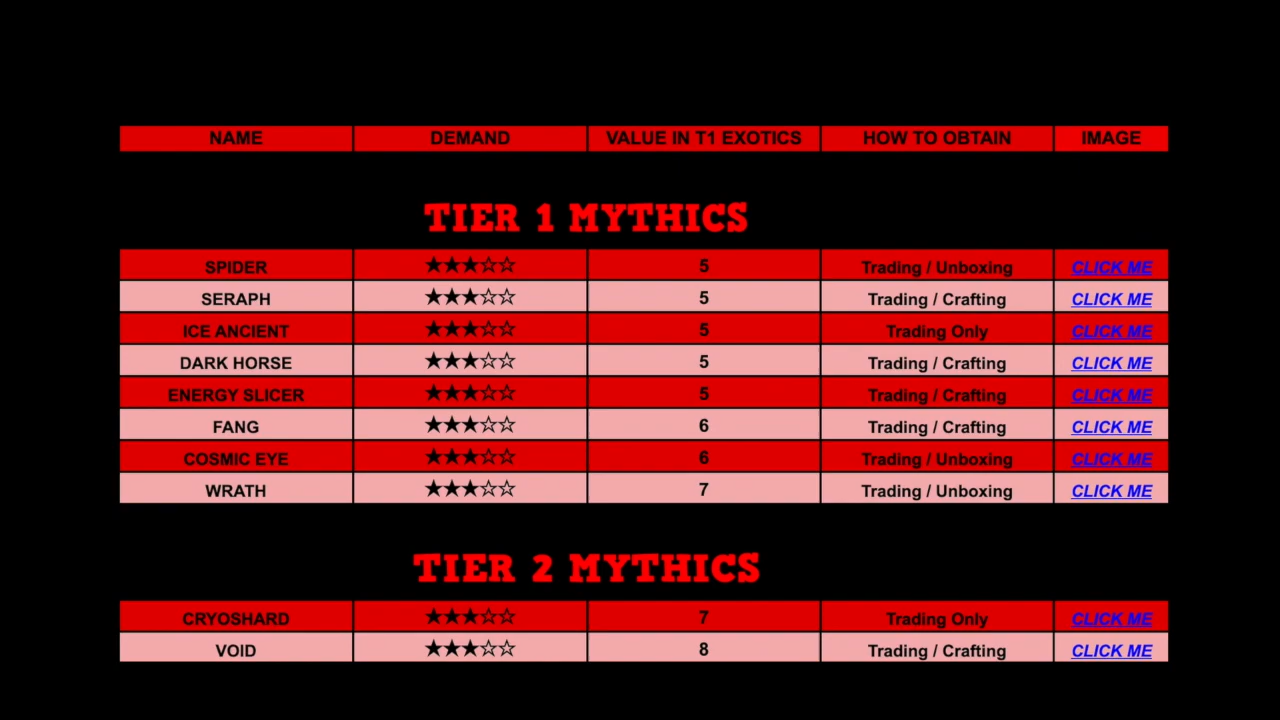 NAME DEMAND VALUE IN T1 EXOTICS HOW TO OBTAIN IMAGE
TIER 1 MYTHICS
SPIDER ★★★☆☆ 5 Trading / Unboxing CLICK ME
SERAPH ★★★☆☆ 5 Trading / Crafting CLICK ME
ICE ANCIENT ★★★☆☆ 5 Trading Only CLICK ME
DARK HORSE ★★★☆☆ 5 Trading / Crafting CLICK ME
ENERGY SLICER ★★★☆☆ 5 Trading / Crafting CLICK ME
FANG ★★★☆☆ 6 Trading / Crafting CLICK ME
COSMIC EYE ★★★☆☆ 6 Trading / Unboxing CLICK ME
WRATH ★★★☆☆ 7 Trading / Unboxing CLICK ME
TIER 2 MYTHICS
CRYOSHARD ★★★☆☆ 7 Trading Only CLICK ME
VOID ★★★☆☆ 8 Trading / Crafting CLICK ME